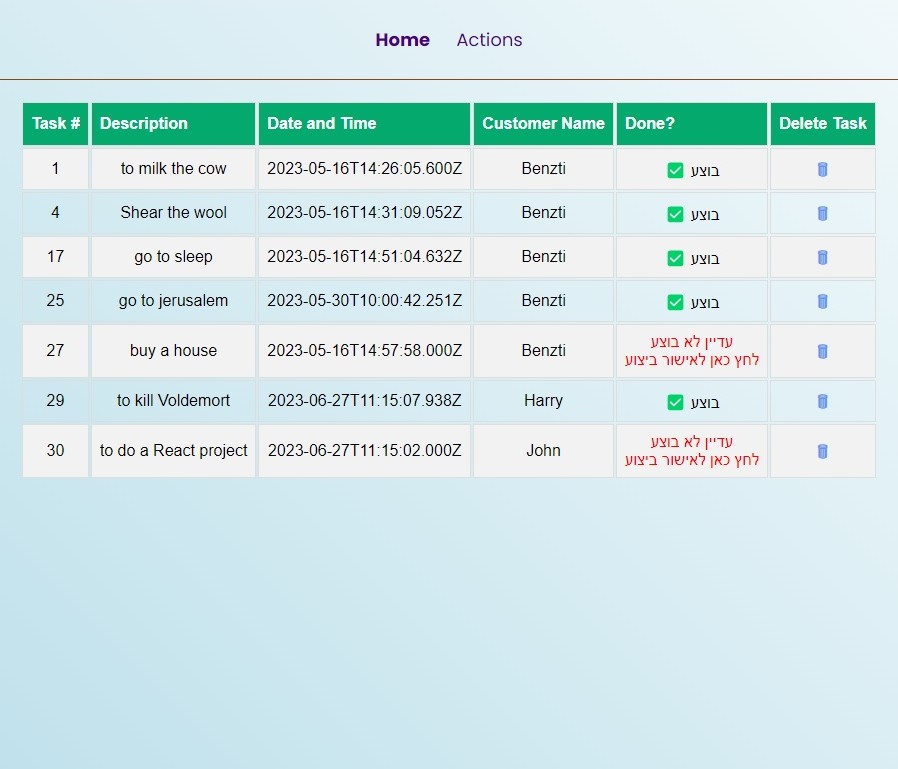 Home Actions
Task # Description Date and Time Customer Name Done? Delete Task
1 to milk the cow 2023-05-16T14:26:05.600Z Benzti ✅ בוצע
4 Shear the wool 2023-05-16T14:31:09.052Z Benzti ✅ בוצע
17 go to sleep 2023-05-16T14:51:04.632Z Benzti ✅ בוצע
25 go to jerusalem 2023-05-30T10:00:42.251Z Benzti ✅ בוצע
27 buy a house 2023-05-16T14:57:58.000Z Benzti עדיין לא בוצע
לחץ כאן לאישור ביצוע
29 to kill Voldemort 2023-06-27T11:15:07.938Z Harry ✅ בוצע
30 to do a React project 2023-06-27T11:15:02.000Z John עדיין לא בוצע
לחץ כאן לאישור ביצוע